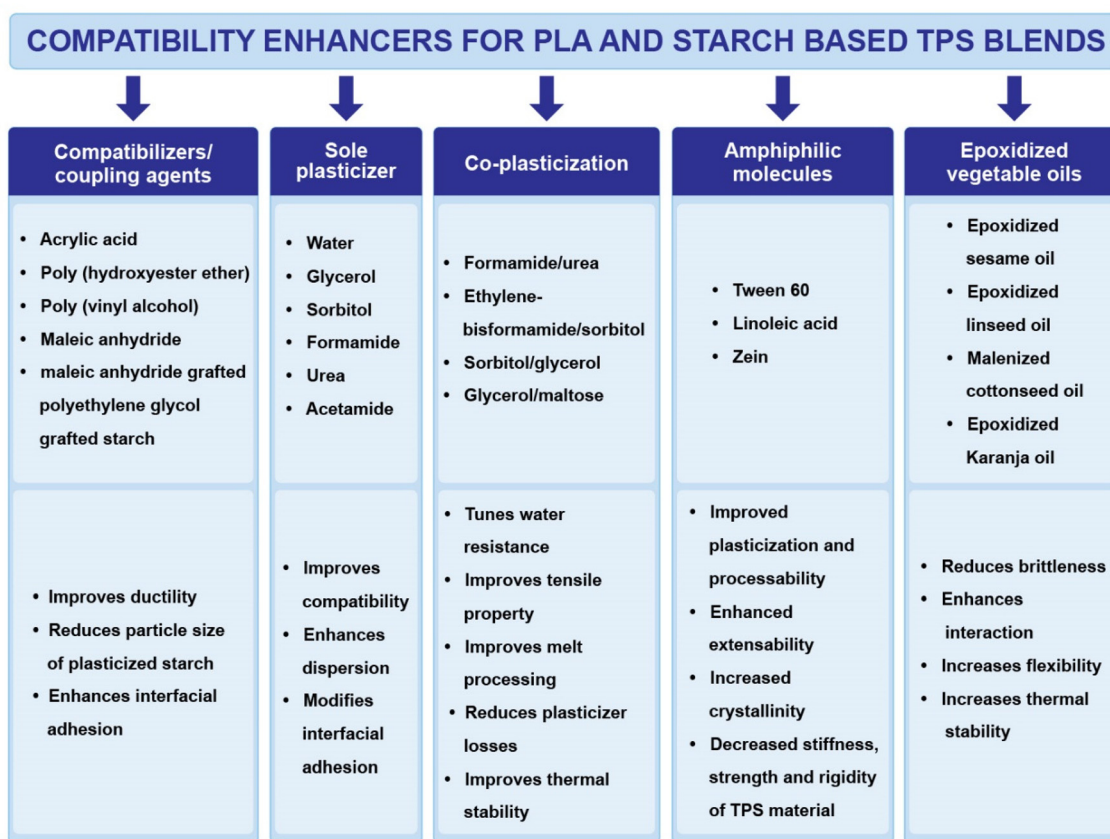 COMPATIBILITY ENHANCERS FOR PLA AND STARCH BASED TPS BLENDS
Compatibilizers/
coupling agents
• Acrylic acid
• Poly (hydroxyester ether)
• Poly (vinyl alcohol)
• Maleic anhydride
• maleic anhydride grafted
polyethylene glycol
grafted starch
• Improves ductility
• Reduces particle size
of plasticized starch
• Enhances interfacial
adhesion
Sole
plasticizer
• Water
• Glycerol
• Sorbitol
• Formamide
• Urea
• Acetamide
• Improves
compatibility
• Enhances
dispersion
• Modifies
interfacial
adhesion
Co-plasticization
• Formamide/urea
• Ethylene-
bisformamide/sorbitol
• Sorbitol/glycerol
• Glycerol/maltose
• Tunes water
resistance
• Improves tensile
property
• Improves melt
processing
• Reduces plasticizer
losses
• Improves thermal
stability
Amphiphilic
molecules
• Tween 60
• Linoleic acid
• Zein
• Improved
plasticization and
processability
• Enhanced
extensability
• Increased
crystallinity
• Decreased stiffness,
strength and rigidity
of TPS material
Epoxidized
vegetable oils
• Epoxidized
sesame oil
• Epoxidized
linseed oil
• Malenized
cottonseed oil
• Epoxidized
Karanja oil
• Reduces brittleness
• Enhances
interaction
• Increases flexibility
• Increases thermal
stability